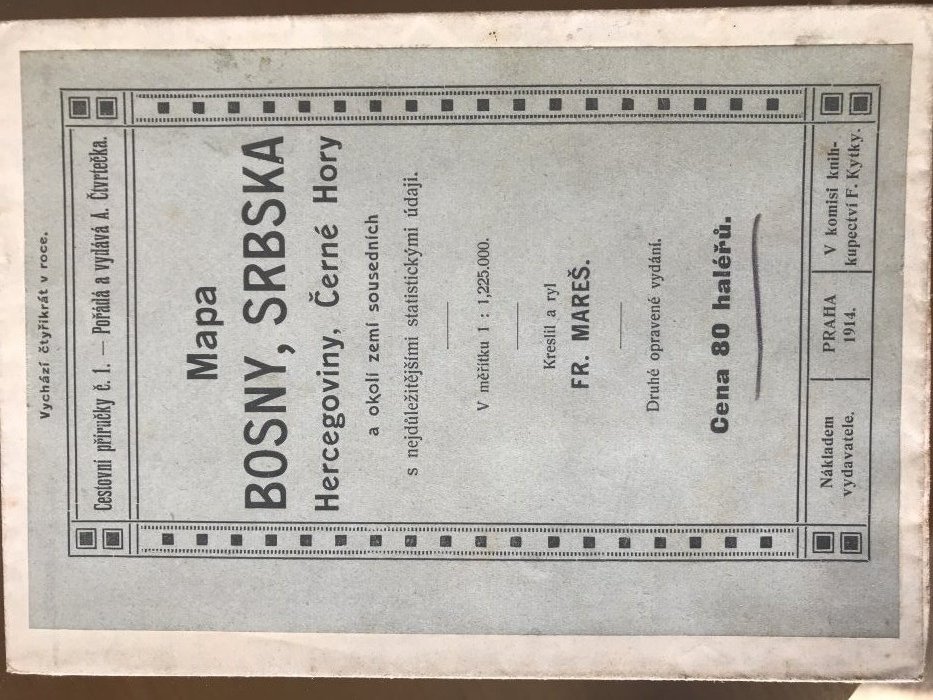 Vychází čtyřikrát v roce.
Cestovní příručky č. 1. — Pořádá a vydává A. Čtvrtečka.
Mapa
BOSNY, SRBSKA
Hercegoviny, Černé Hory
a okolí zemí sousedních
s nejdůležitějšími statistickými údaji.
V měřítku 1 : 1,225.000.
Kreslil a ryl
FR. MAREŠ.
Druhé opravené vydání.
Cena 80 haléřů.
Nákladem
vydavatele.
PRAHA
1914.
V komisi knih-
kupectví F. Kytky.